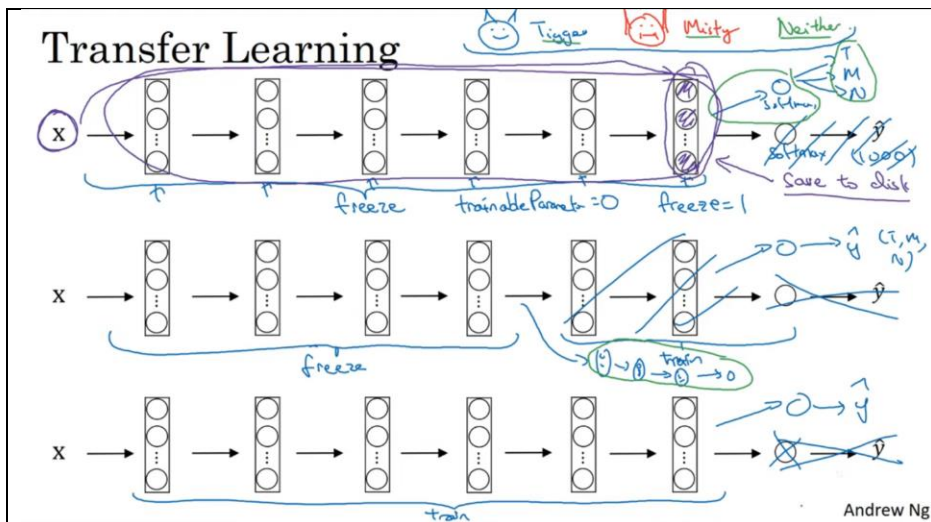 Tigger Misty Neither
Transfer Learning
T
M
N
softmax
x ŷ
softmax (1000)
save to disk
freeze trainableParameter=0 freeze=1
ŷ (T, M, N)
x ŷ
freeze train
ŷ
x ŷ
train
Andrew Ng